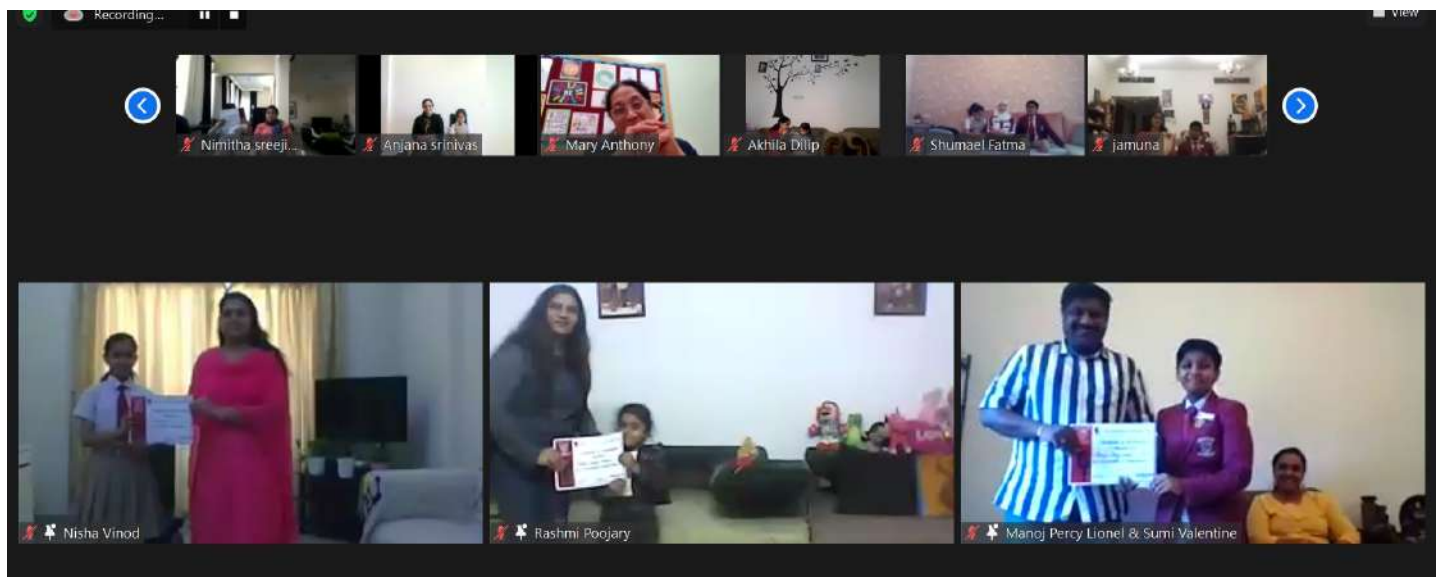 Recording...
View
Nimitha sreeji...
Anjana srinivas
Mary Anthony
Akhila Dilip
Shumael Fatma
jamuna
Nisha Vinod
Rashmi Poojary
Manoj Percy Lionel & Sumi Valentine